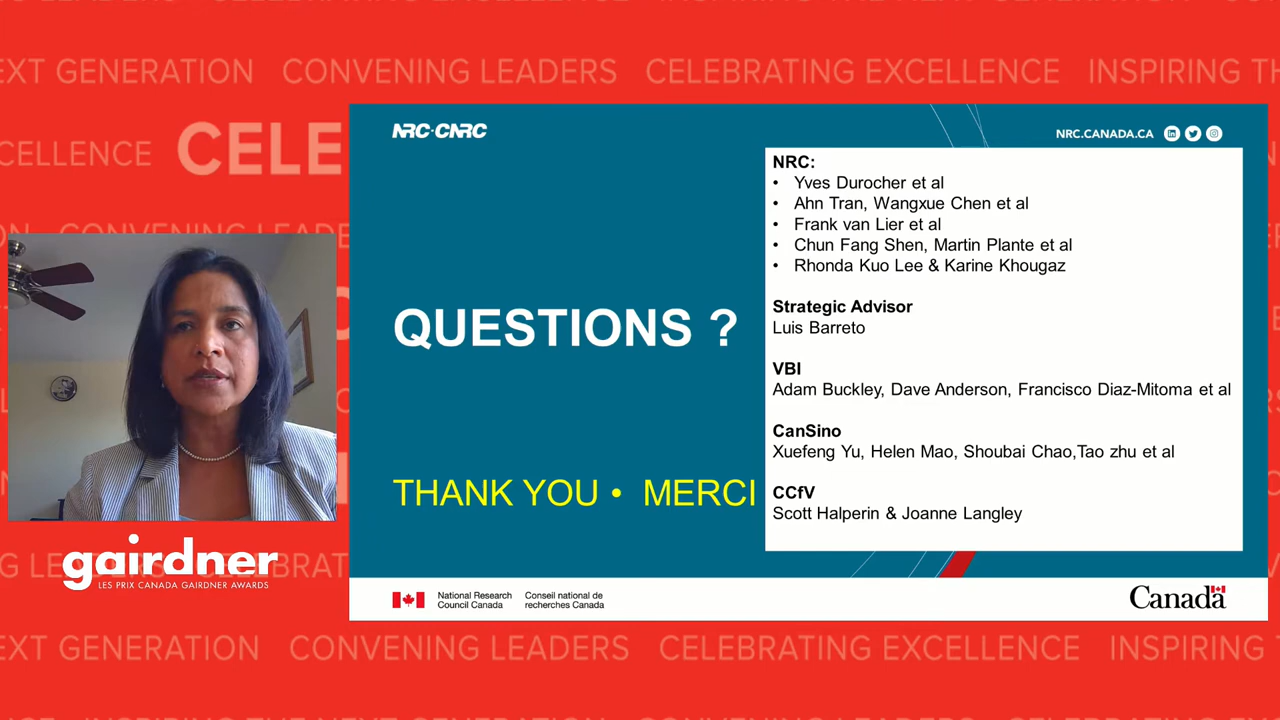 EXT GENERATION CONVENING LEADERS CELEBRATING EXCELLENCE INSPIRING TH
CELLENCE CELE
CONVENING LEADE
NRC·CNRC
NRC.CANADA.CA
NRC:
• Yves Durocher et al
• Ahn Tran, Wangxue Chen et al
• Frank van Lier et al
• Chun Fang Shen, Martin Plante et al
• Rhonda Kuo Lee & Karine Khougaz
Strategic Advisor
Luis Barreto
VBI
Adam Buckley, Dave Anderson, Francisco Diaz-Mitoma et al
CanSino
Xuefeng Yu, Helen Mao, Shoubai Chao,Tao zhu et al
CCfV
Scott Halperin & Joanne Langley
QUESTIONS ?
THANK YOU • MERCI
gairdner
LES PRIX CANADA GAIRDNER AWARDS
National Research
Council Canada
Conseil national de
recherches Canada
Canada
EXT GENERATION CONVENING LEADERS CELEBRATING EXCELLENCE INSPIRING